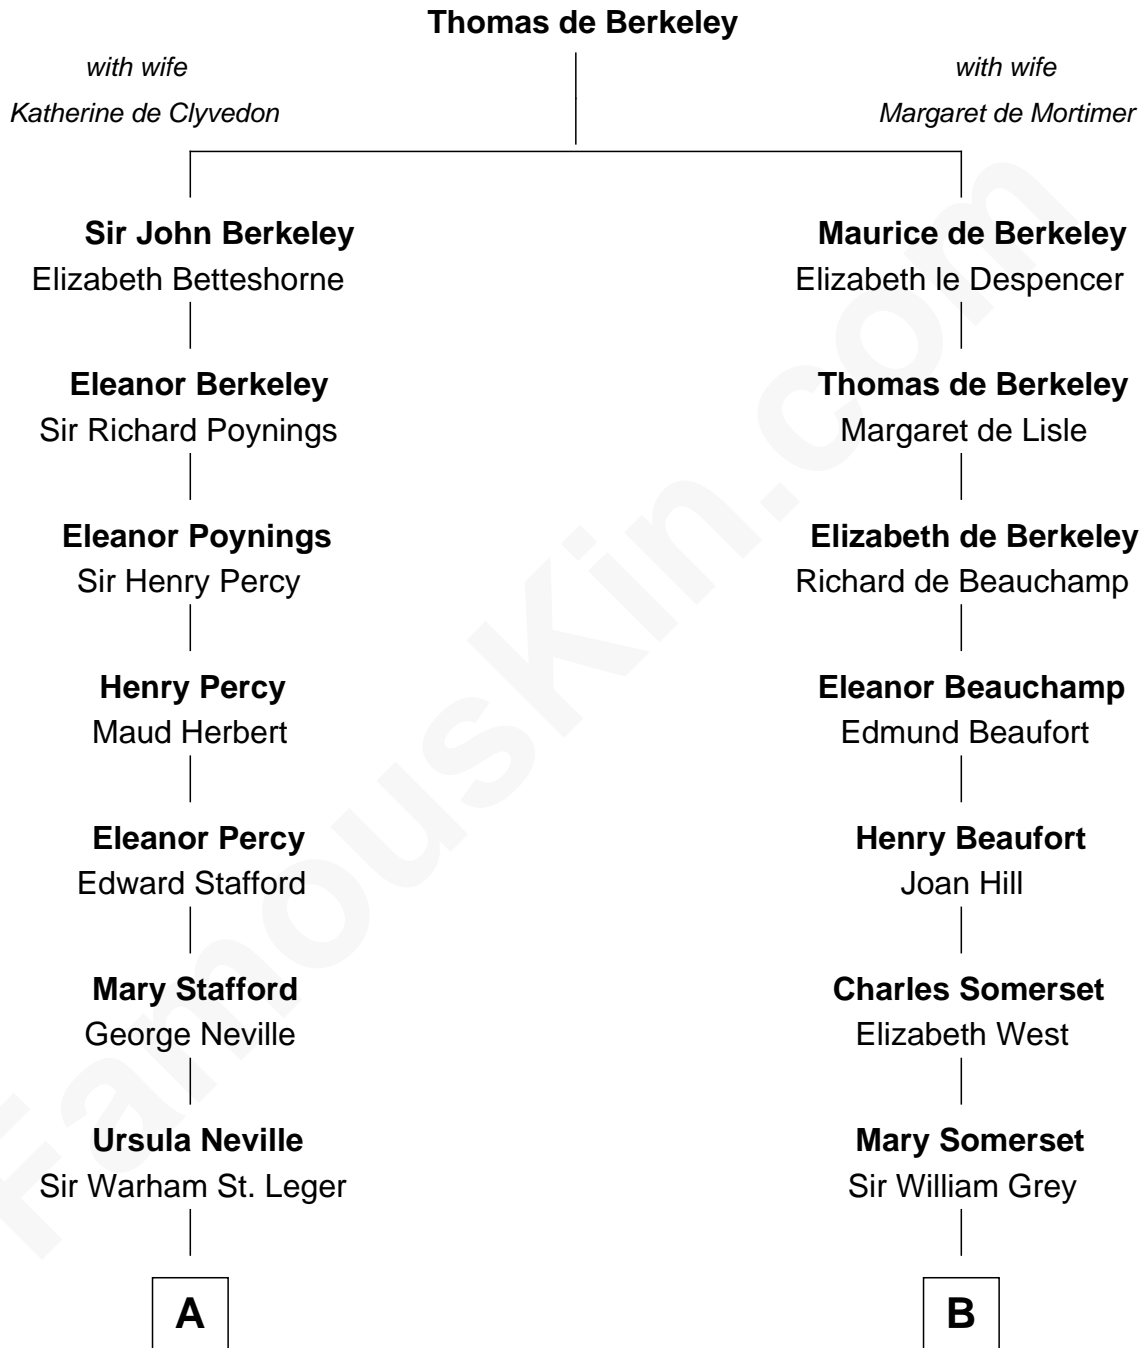 Thomas de Berkeley
with wife
Katherine de Clyvedon
with wife
Margaret de Mortimer
Sir John Berkeley
Elizabeth Betteshorne
Maurice de Berkeley
Elizabeth le Despencer
Eleanor Berkeley
Sir Richard Poynings
Thomas de Berkeley
Margaret de Lisle
Eleanor Poynings
Sir Henry Percy
Elizabeth de Berkeley
Richard de Beauchamp
Henry Percy
Maud Herbert
Eleanor Beauchamp
Edmund Beaufort
Eleanor Percy
Edward Stafford
Henry Beaufort
Joan Hill
Mary Stafford
George Neville
Charles Somerset
Elizabeth West
Ursula Neville
Sir Warham St. Leger
Mary Somerset
Sir William Grey
A
B
FamousKin.com